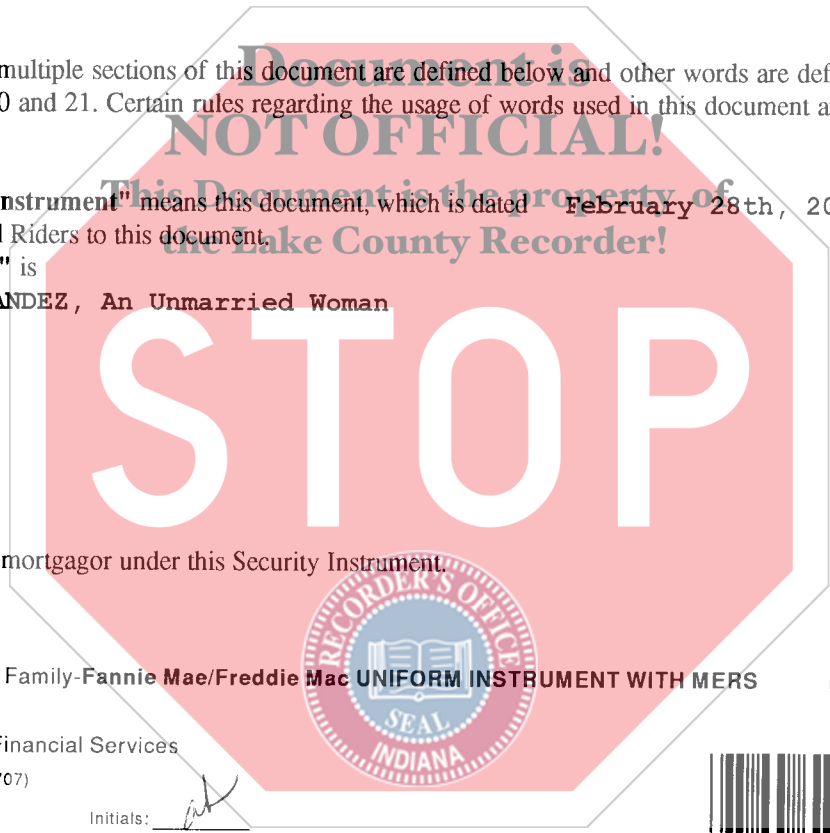 Document is
multiple sections of this document are defined below and other words are def
0 and 21. Certain rules regarding the usage of words used in this document a
NOT OFFICIAL!
This Document is the property of
nstrument" means this document, which is dated February 28th, 20
l Riders to this document.
the Lake County Recorder!
" is
NDEZ, An Unmarried Woman
STOP
mortgagor under this Security Instrument.
RECORDER'S OFFICE
SEAL
INDIANA
Family-Fannie Mae/Freddie Mac UNIFORM INSTRUMENT WITH MERS
Financial Services
07)
Initials: